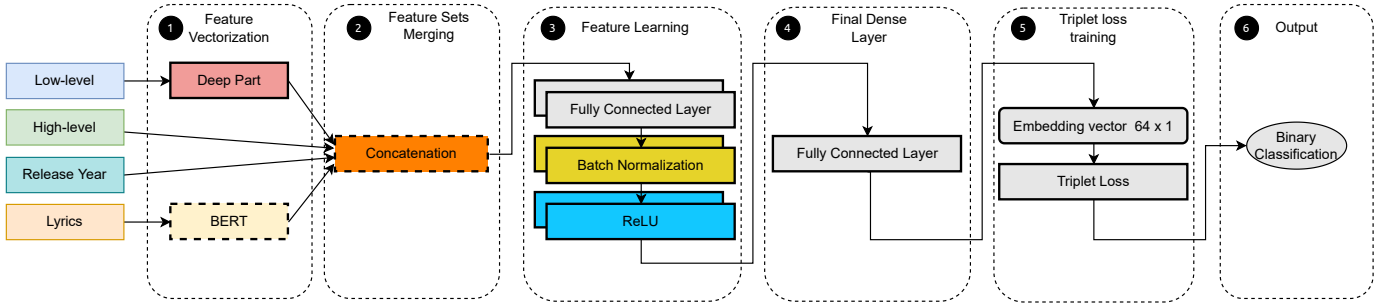 1
Feature
Vectorization
2
Feature Sets
Merging
3
Feature Learning
4
Final Dense
Layer
5
Triplet loss
training
6
Output
Low-level
High-level
Release Year
Lyrics
Deep Part
BERT
Concatenation
Fully Connected Layer
Batch Normalization
ReLU
Fully Connected Layer
Embedding vector 64 x 1
Triplet Loss
Binary
Classification